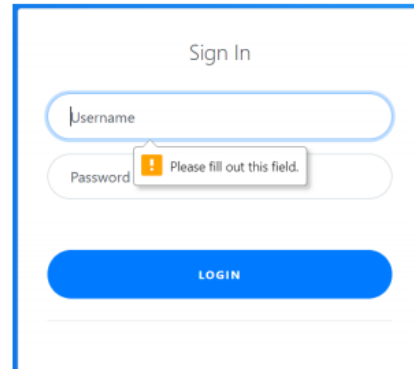 Sign In
Username
Please fill out this field.
Password
LOGIN